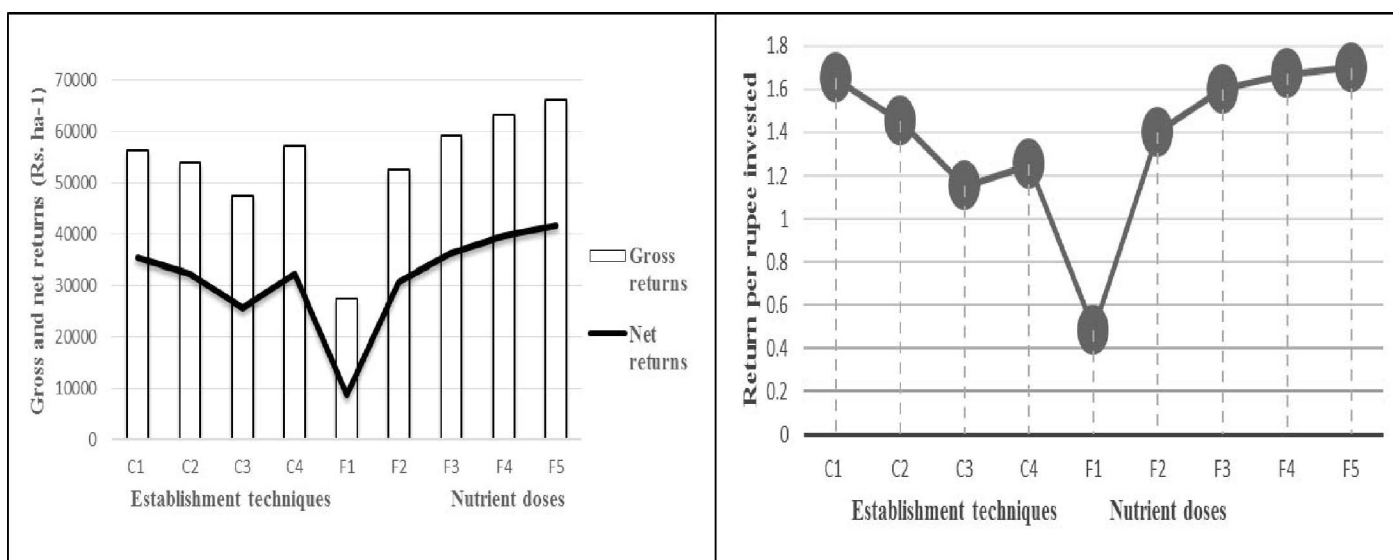 Gross and net returns (Rs. ha-1)
70000
60000
50000
40000
30000
20000
10000
0
C1 C2 C3 C4 F1 F2 F3 F4 F5
Establishment techniques Nutrient doses
Gross
returns
Net
returns
Return per rupee invested
1.8
1.6
1.4
1.2
1
0.8
0.6
0.4
0.2
0
C1 C2 C3 C4 F1 F2 F3 F4 F5
Establishment techniques Nutrient doses